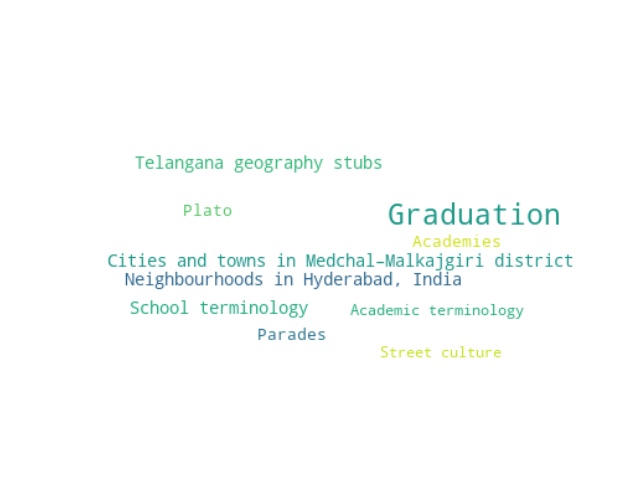 Telangana geography stubs
Plato
Graduation
Academies
Cities and towns in Medchal–Malkajgiri district
Neighbourhoods in Hyderabad, India
School terminology
Academic terminology
Parades
Street culture